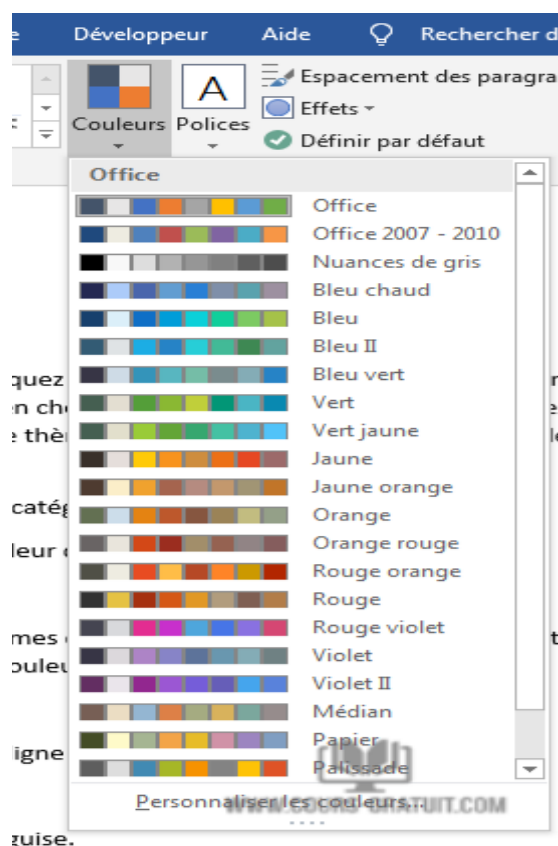 Développeur Aide Rechercher d
Espacement des paragra
Effets
Couleurs Polices
Définir par défaut
Office
Office
Office 2007 - 2010
Nuances de gris
Bleu chaud
Bleu
Bleu II
Bleu vert
Vert
Vert jaune
Jaune
Jaune orange
Orange
Orange rouge
Rouge orange
Rouge
Rouge violet
Violet
Violet II
Médian
Papier
Palissade
Personnaliser les couleurs...
WWW.COURS-GRATUIT.COM
quez
en ch
e thè
catég
leur
mes
ouleu
igne
guise.